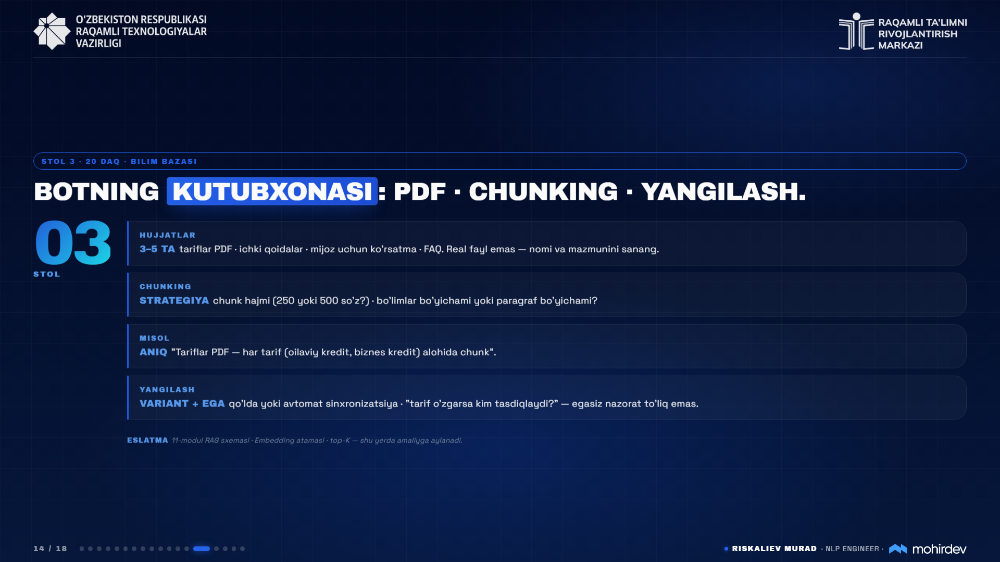 O'ZBEKISTON RESPUBLIKASI
RAQAMLI TEXNOLOGIYALAR
VAZIRLIGI
RAQAMLI TA’LIMNI
RIVOJLANTIRISH
MARKAZI
STOL 3 · 20 DAQ · BILIM BAZASI
BOTNING KUTUBXONASI: PDF · CHUNKING · YANGILASH.
03
STOL
HUJJATLAR
3–5 TA tariflar PDF · ichki qoidalar · mijoz uchun ko’rsatma · FAQ. Real fayl emas — nomi va mazmunini sanang.
CHUNKING
STRATEGIYA chunk hajmi (250 yoki 500 so’z?) · bo’limlar bo’yichami yoki paragraf bo’yichami?
MISOL
ANIQ ”Tariflar PDF — har tarif (oilaviy kredit, biznes kredit) alohida chunk”.
YANGILASH
VARIANT + EGA qo’lda yoki avtomat sinxronizatsiya · ”tarif o’zgarsa kim tasdiqlaydi?” — egasiz nazorat to’liq emas.
ESLATMA 11-modul RAG sxemasi · Embedding atamasi · top-K — shu yerda amaliyga aylanadi.
14 / 18
RISKALIEV MURAD · NLP ENGINEER · mohirdev